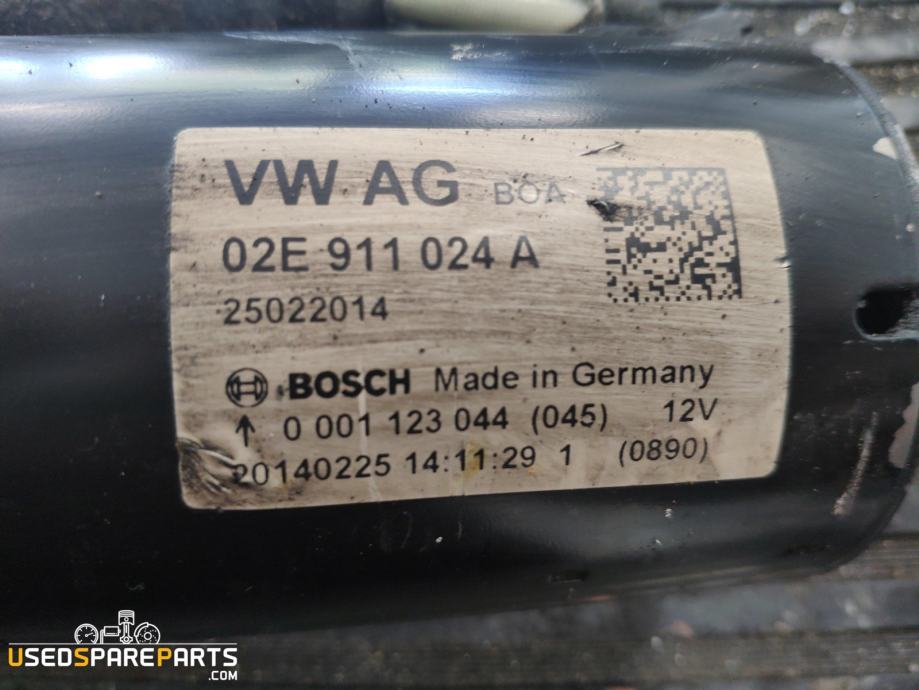 VW AG BOA
02E 911 024 A
25022014
BOSCH Made in Germany
0 001 123 044 (045) 12V
20140225 14:11:29 1 (0890)
USEDSPAREPARTS
.COM